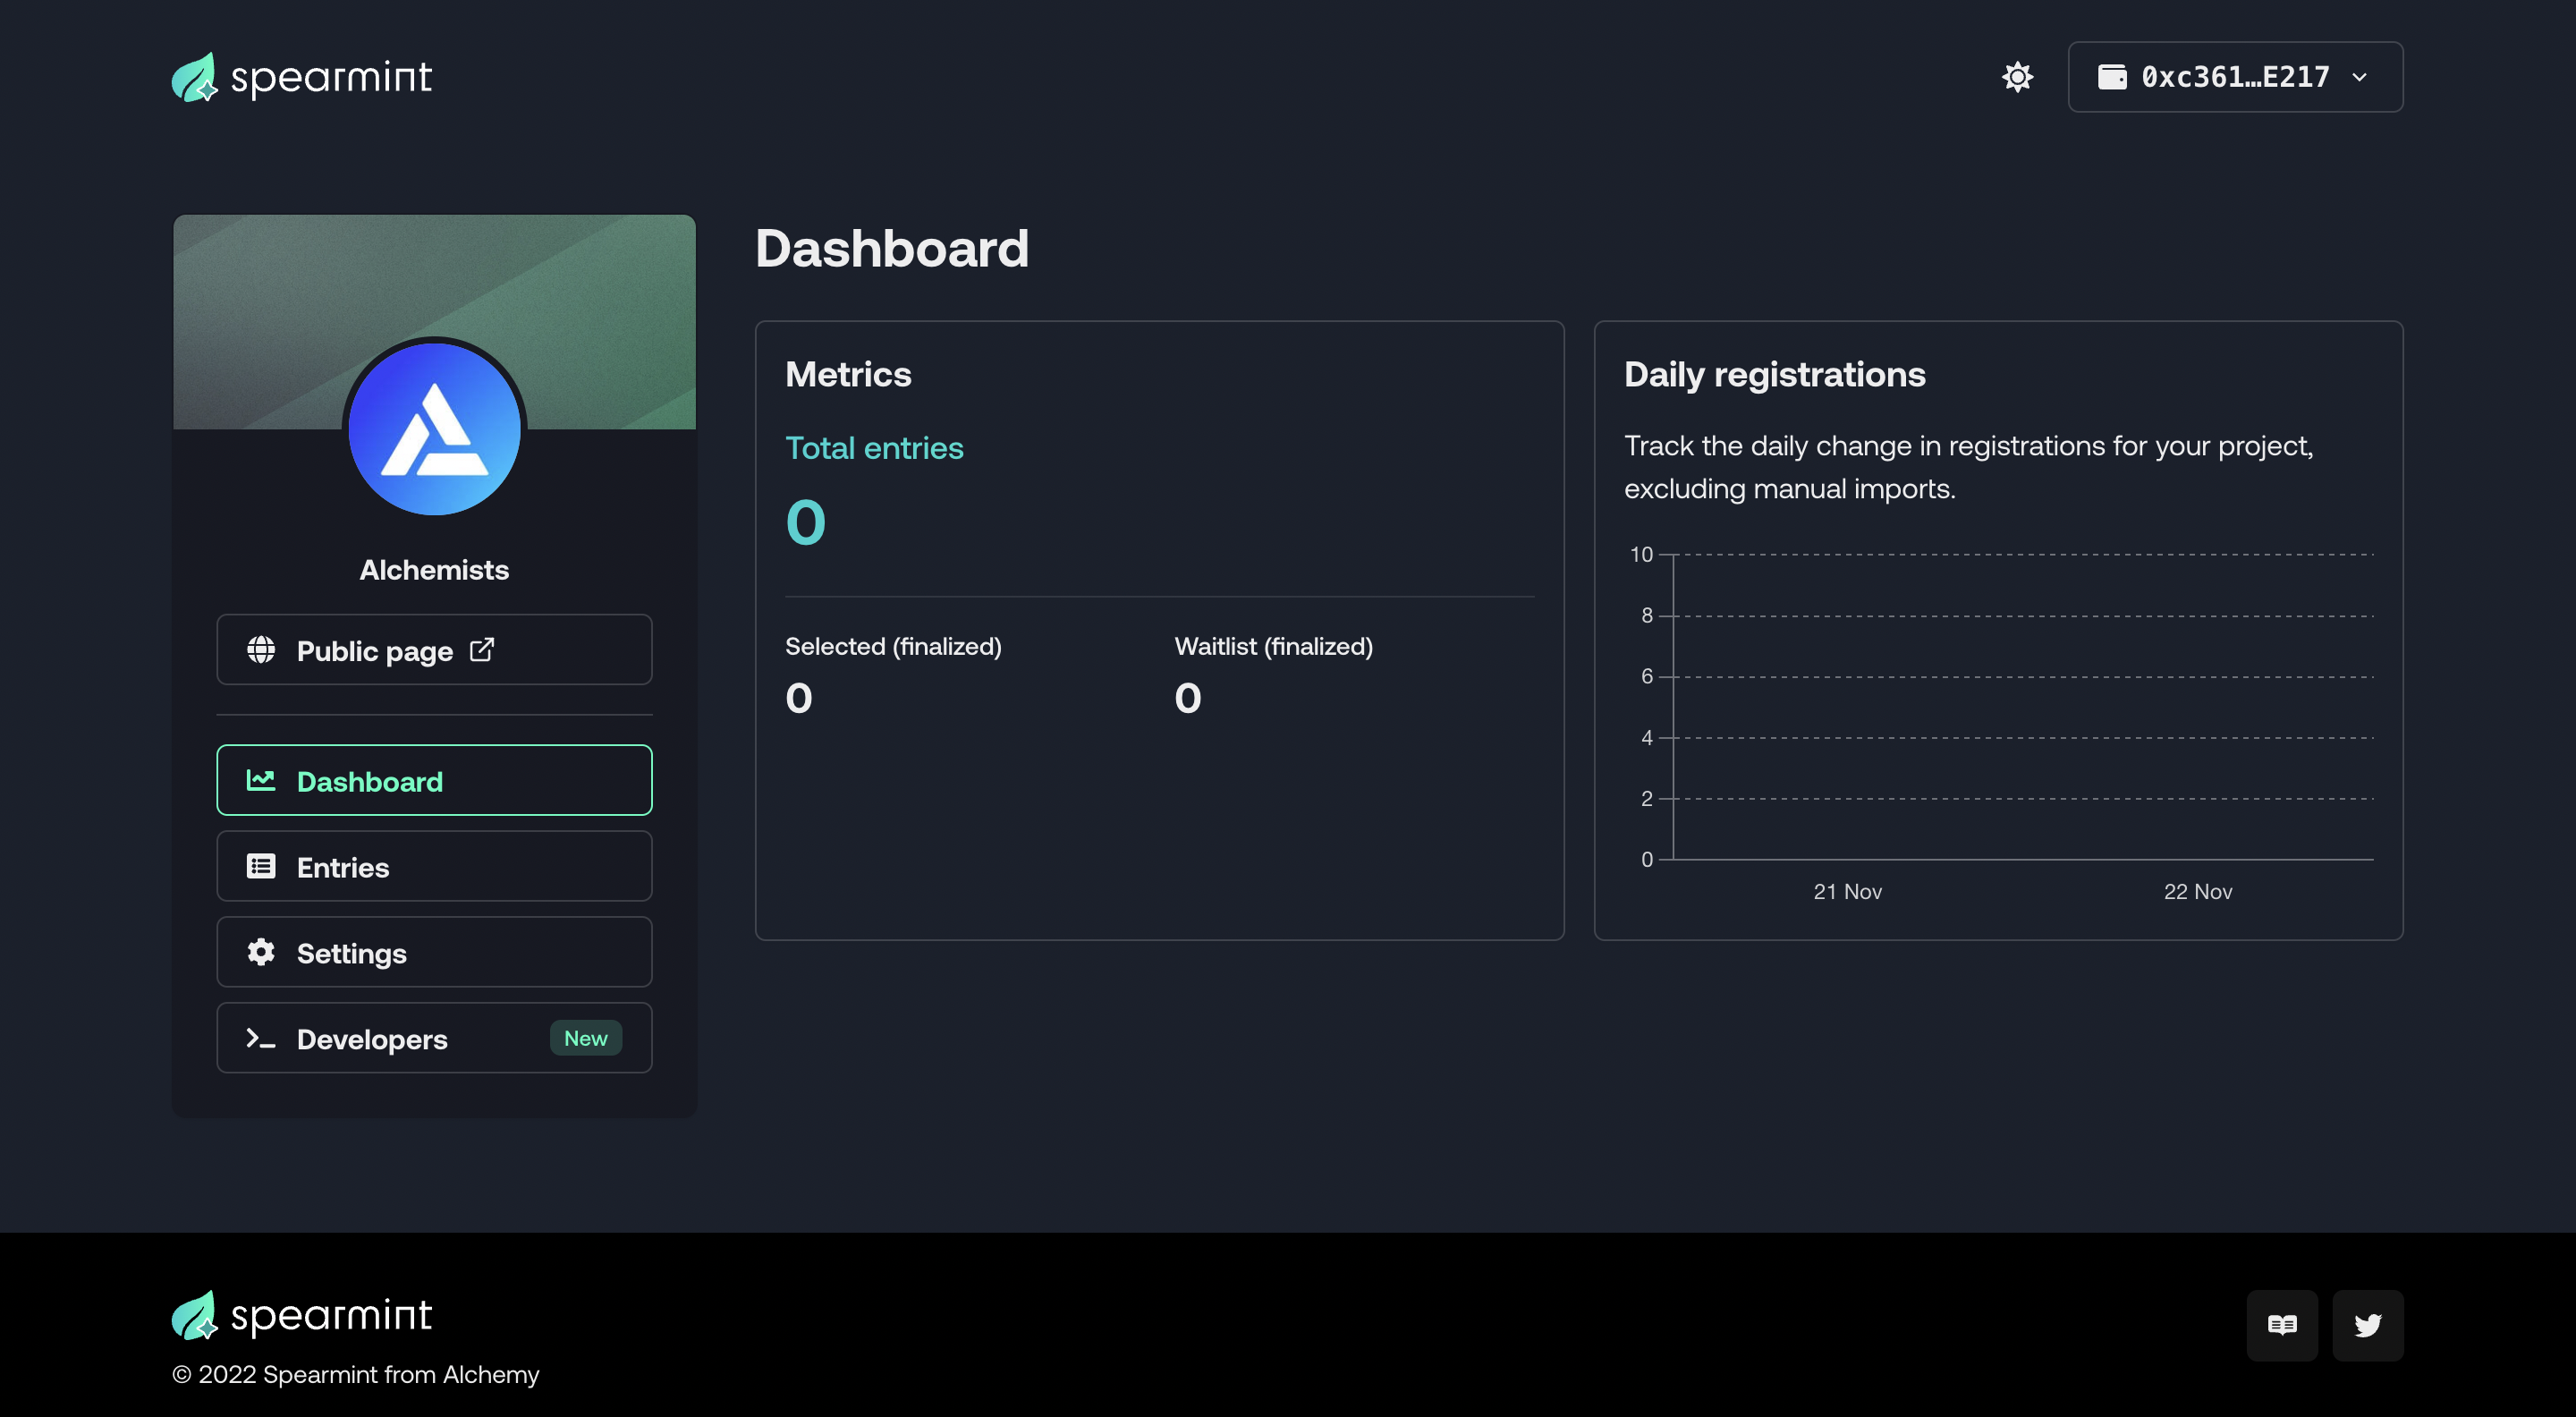 spearmint
0xc361…E217
Alchemists
Public page
Dashboard
Entries
Settings
Developers
New
Dashboard
Metrics
Total entries
0
Selected (finalized)
0
Waitlist (finalized)
0
Daily registrations
Track the daily change in registrations for your project,
excluding manual imports.
10
8
6
4
2
0
21 Nov
22 Nov
spearmint
© 2022 Spearmint from Alchemy